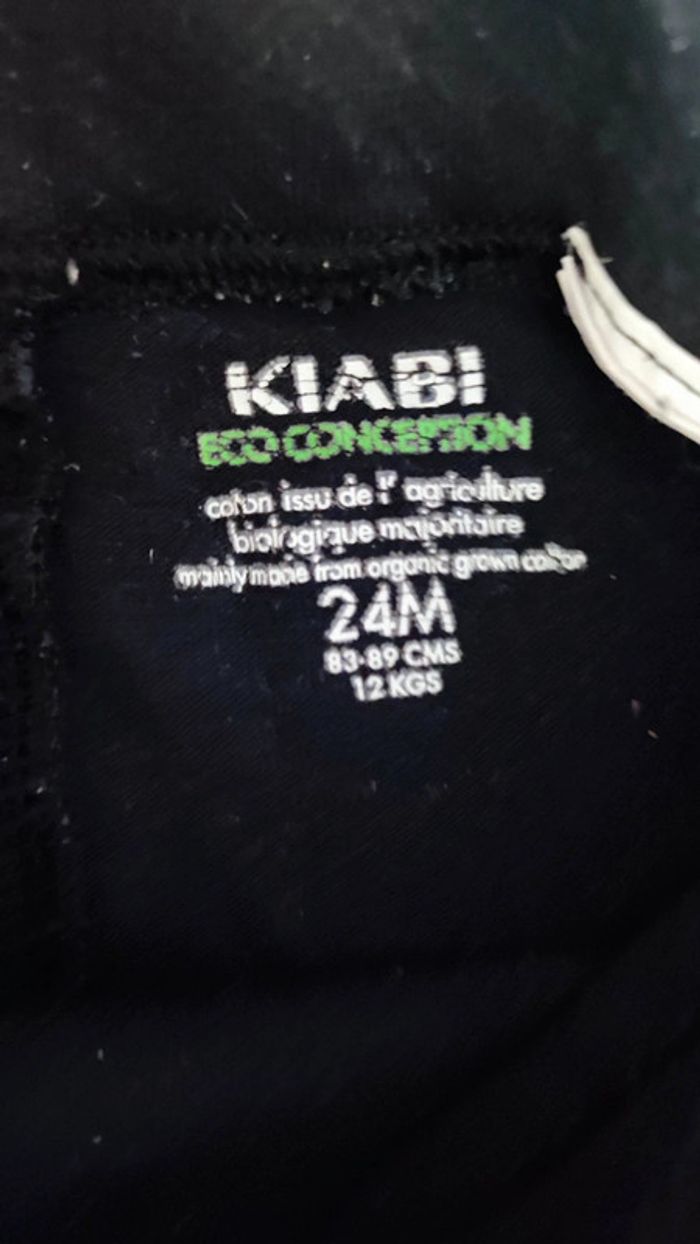 KIABI
ECO CONCEPTION
coton issu de l' agriculture
biologique majoritaire
mainly made from organic grown cotton
24M
83-89 CMS
12 KGS